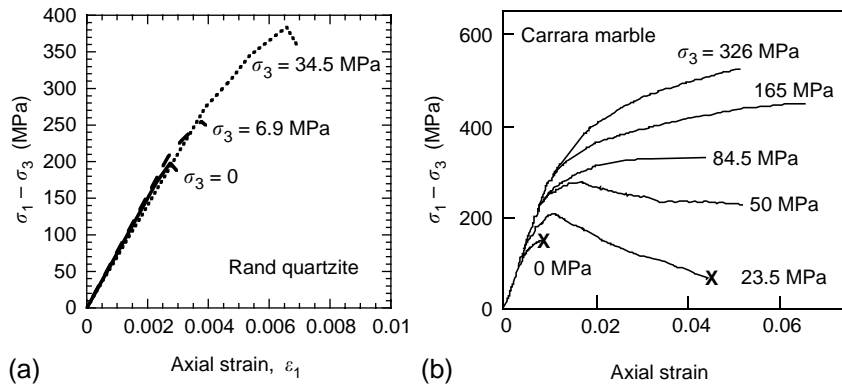 400
350
300
250
200
150
100
50
0
σ1 – σ3 (MPa)
σ3 = 34.5 MPa
σ3 = 6.9 MPa
σ3 = 0
Rand quartzite
0 0.002 0.004 0.006 0.008 0.01
Axial strain, ε1
(a)
600
400
200
0
σ1 – σ3 (MPa)
Carrara marble
σ3 = 326 MPa
165 MPa
84.5 MPa
50 MPa
X
0 MPa
X 23.5 MPa
0 0.02 0.04 0.06
Axial strain
(b)